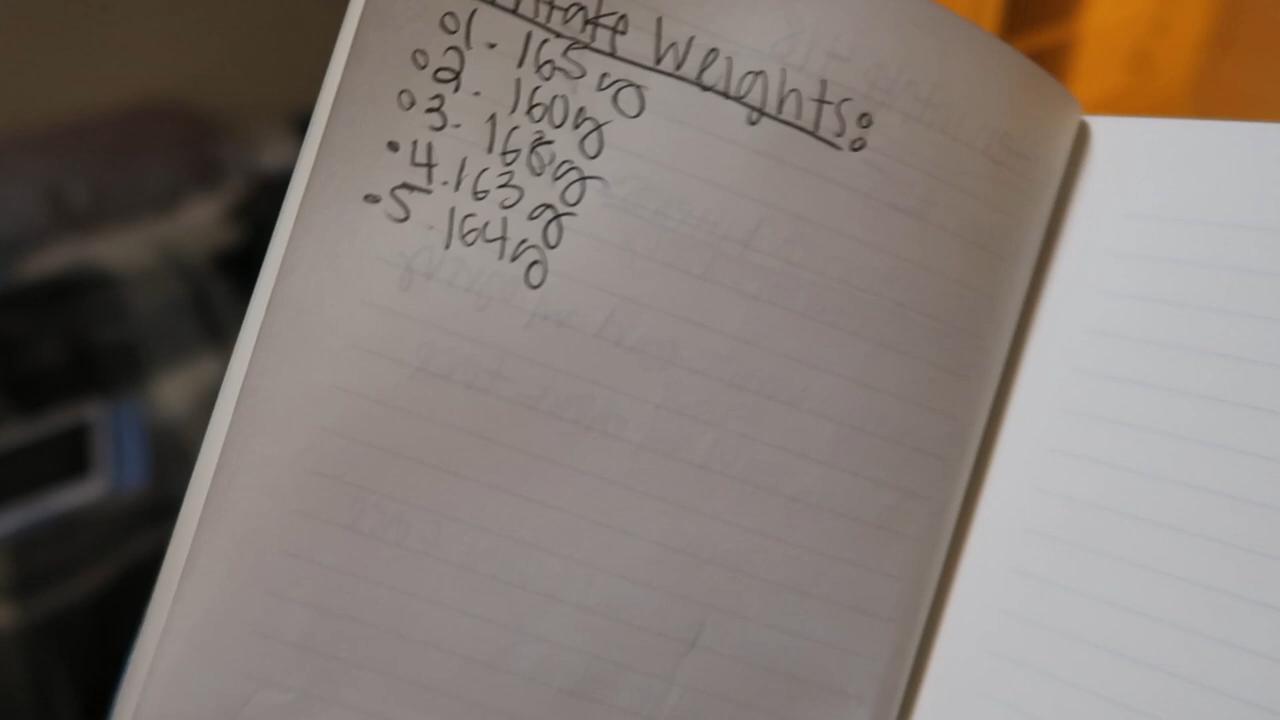 Weights:
1. 165g
2. 160g
3. 168g
4. 163g
5. 164g